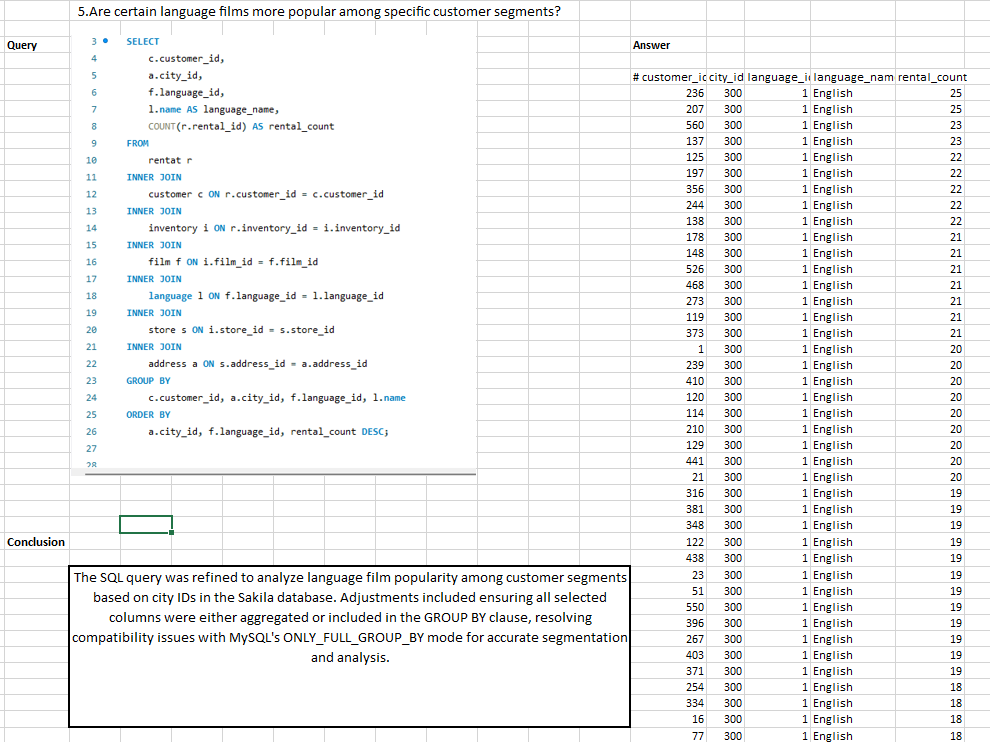 5.Are certain language films more popular among specific customer segments?
Query
3 SELECT
4 c.customer_id,
5 a.city_id,
6 f.language_id,
7 l.name AS language_name,
8 COUNT(r.rental_id) AS rental_count
9 FROM
10 rentat r
11 INNER JOIN
12 customer c ON r.customer_id = c.customer_id
13 INNER JOIN
14 inventory i ON r.inventory_id = i.inventory_id
15 INNER JOIN
16 film f ON i.film_id = f.film_id
17 INNER JOIN
18 language l ON f.language_id = l.language_id
19 INNER JOIN
20 store s ON i.store_id = s.store_id
21 INNER JOIN
22 address a ON s.address_id = a.address_id
23 GROUP BY
24 c.customer_id, a.city_id, f.language_id, l.name
25 ORDER BY
26 a.city_id, f.language_id, rental_count DESC;
27
28
Conclusion
The SQL query was refined to analyze language film popularity among customer segments
based on city IDs in the Sakila database. Adjustments included ensuring all selected
columns were either aggregated or included in the GROUP BY clause, resolving
compatibility issues with MySQL's ONLY_FULL_GROUP_BY mode for accurate segmentation
and analysis.
Answer
# customer_ic city_id language_i language_nam rental_count
236 300 1 English 25
207 300 1 English 25
560 300 1 English 23
137 300 1 English 23
125 300 1 English 22
197 300 1 English 22
356 300 1 English 22
244 300 1 English 22
138 300 1 English 22
178 300 1 English 21
148 300 1 English 21
526 300 1 English 21
468 300 1 English 21
273 300 1 English 21
119 300 1 English 21
373 300 1 English 21
1 300 1 English 20
239 300 1 English 20
410 300 1 English 20
120 300 1 English 20
114 300 1 English 20
210 300 1 English 20
129 300 1 English 20
441 300 1 English 20
21 300 1 English 20
316 300 1 English 19
381 300 1 English 19
348 300 1 English 19
122 300 1 English 19
438 300 1 English 19
23 300 1 English 19
51 300 1 English 19
550 300 1 English 19
396 300 1 English 19
267 300 1 English 19
403 300 1 English 19
371 300 1 English 19
254 300 1 English 18
334 300 1 English 18
16 300 1 English 18
77 300 1 English 18